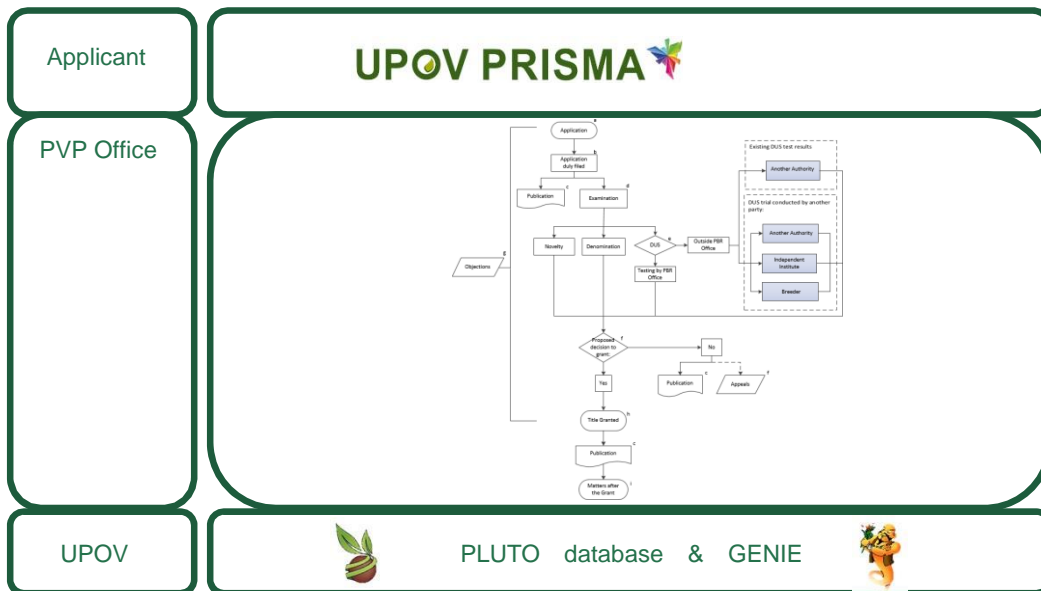 Applicant
UPOV PRISMA
PVP Office
a
Application
b
Application
duly filed
c
Publication
d
Examination
Existing DUS test results
Another Authority
DUS trial conducted by another
party:
Another Authority
Independent
Institute
Breeder
Novelty
Denomination
e
DUS
Outside PBR
Office
Testing by PBR
Office
g
Objections
f
Proposed
decision to
grant:
No
Yes
c
Publication
Appeals
h
Title Granted
c
Publication
i
Matters after
the Grant
UPOV
PLUTO database & GENIE